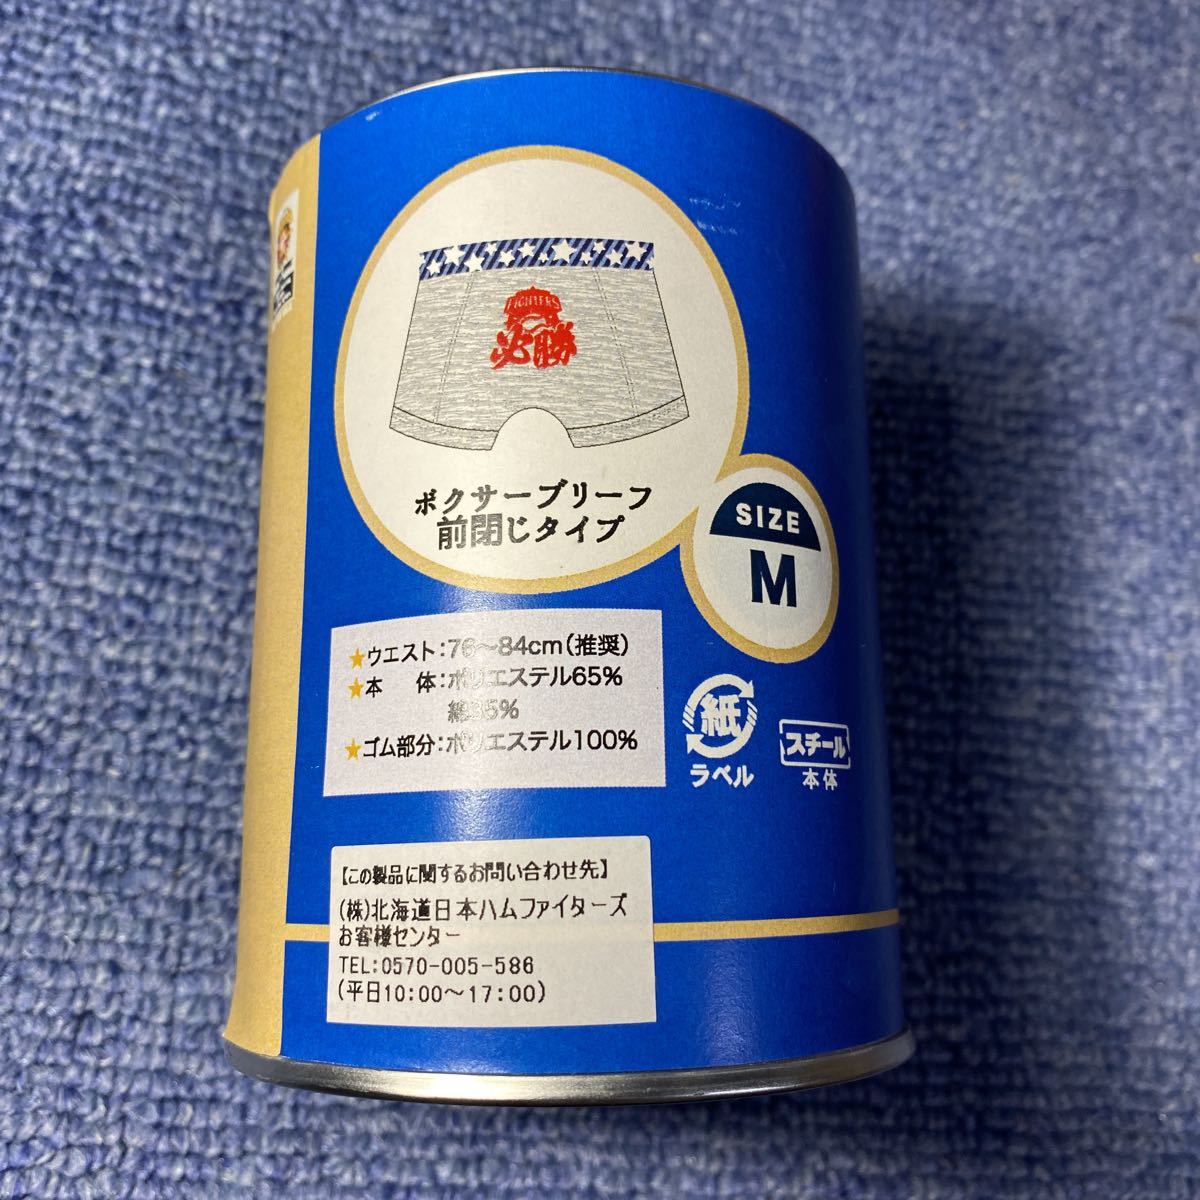 FIGHTERS
必勝
ボクサーブリーフ
前閉じタイプ
SIZE
M
★ウエスト:76〜84cm(推奨)
★本 体:ポリエステル65%
綿35%
★ゴム部分:ポリエステル100%
紙
ラベル
スチール
本体
【この製品に関するお問い合わせ先】
(株)北海道日本ハムファイターズ
お客様センター
TEL:0570-005-586
(平日10:00〜17:00)